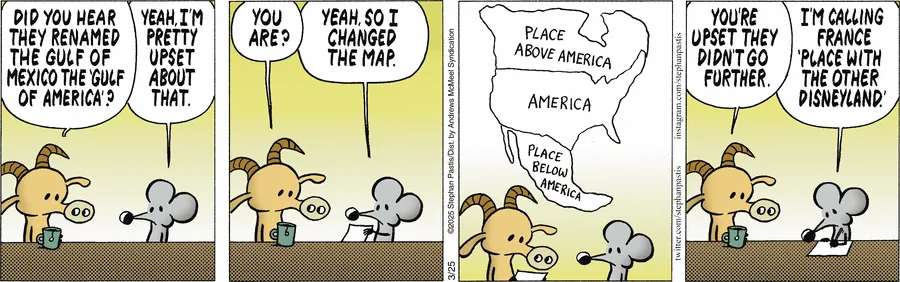 DID YOU HEAR
THEY RENAMED
THE GULF OF
MEXICO THE 'GULF
OF AMERICA'?
YEAH, I'M
PRETTY
UPSET
ABOUT
THAT.
YOU
ARE?
YEAH. SO I
CHANGED
THE MAP.
©2025 Stephan Pastis/Dist. by Andrews McMeel Syndication
3/25
PLACE
ABOVE AMERICA
AMERICA
PLACE
BELOW
AMERICA
instagram.com/stephanpastis
twitter.com/stephanpastis
YOU'RE
UPSET THEY
DIDN'T GO
FURTHER.
I'M CALLING
FRANCE
'PLACE WITH
THE OTHER
DISNEYLAND.'